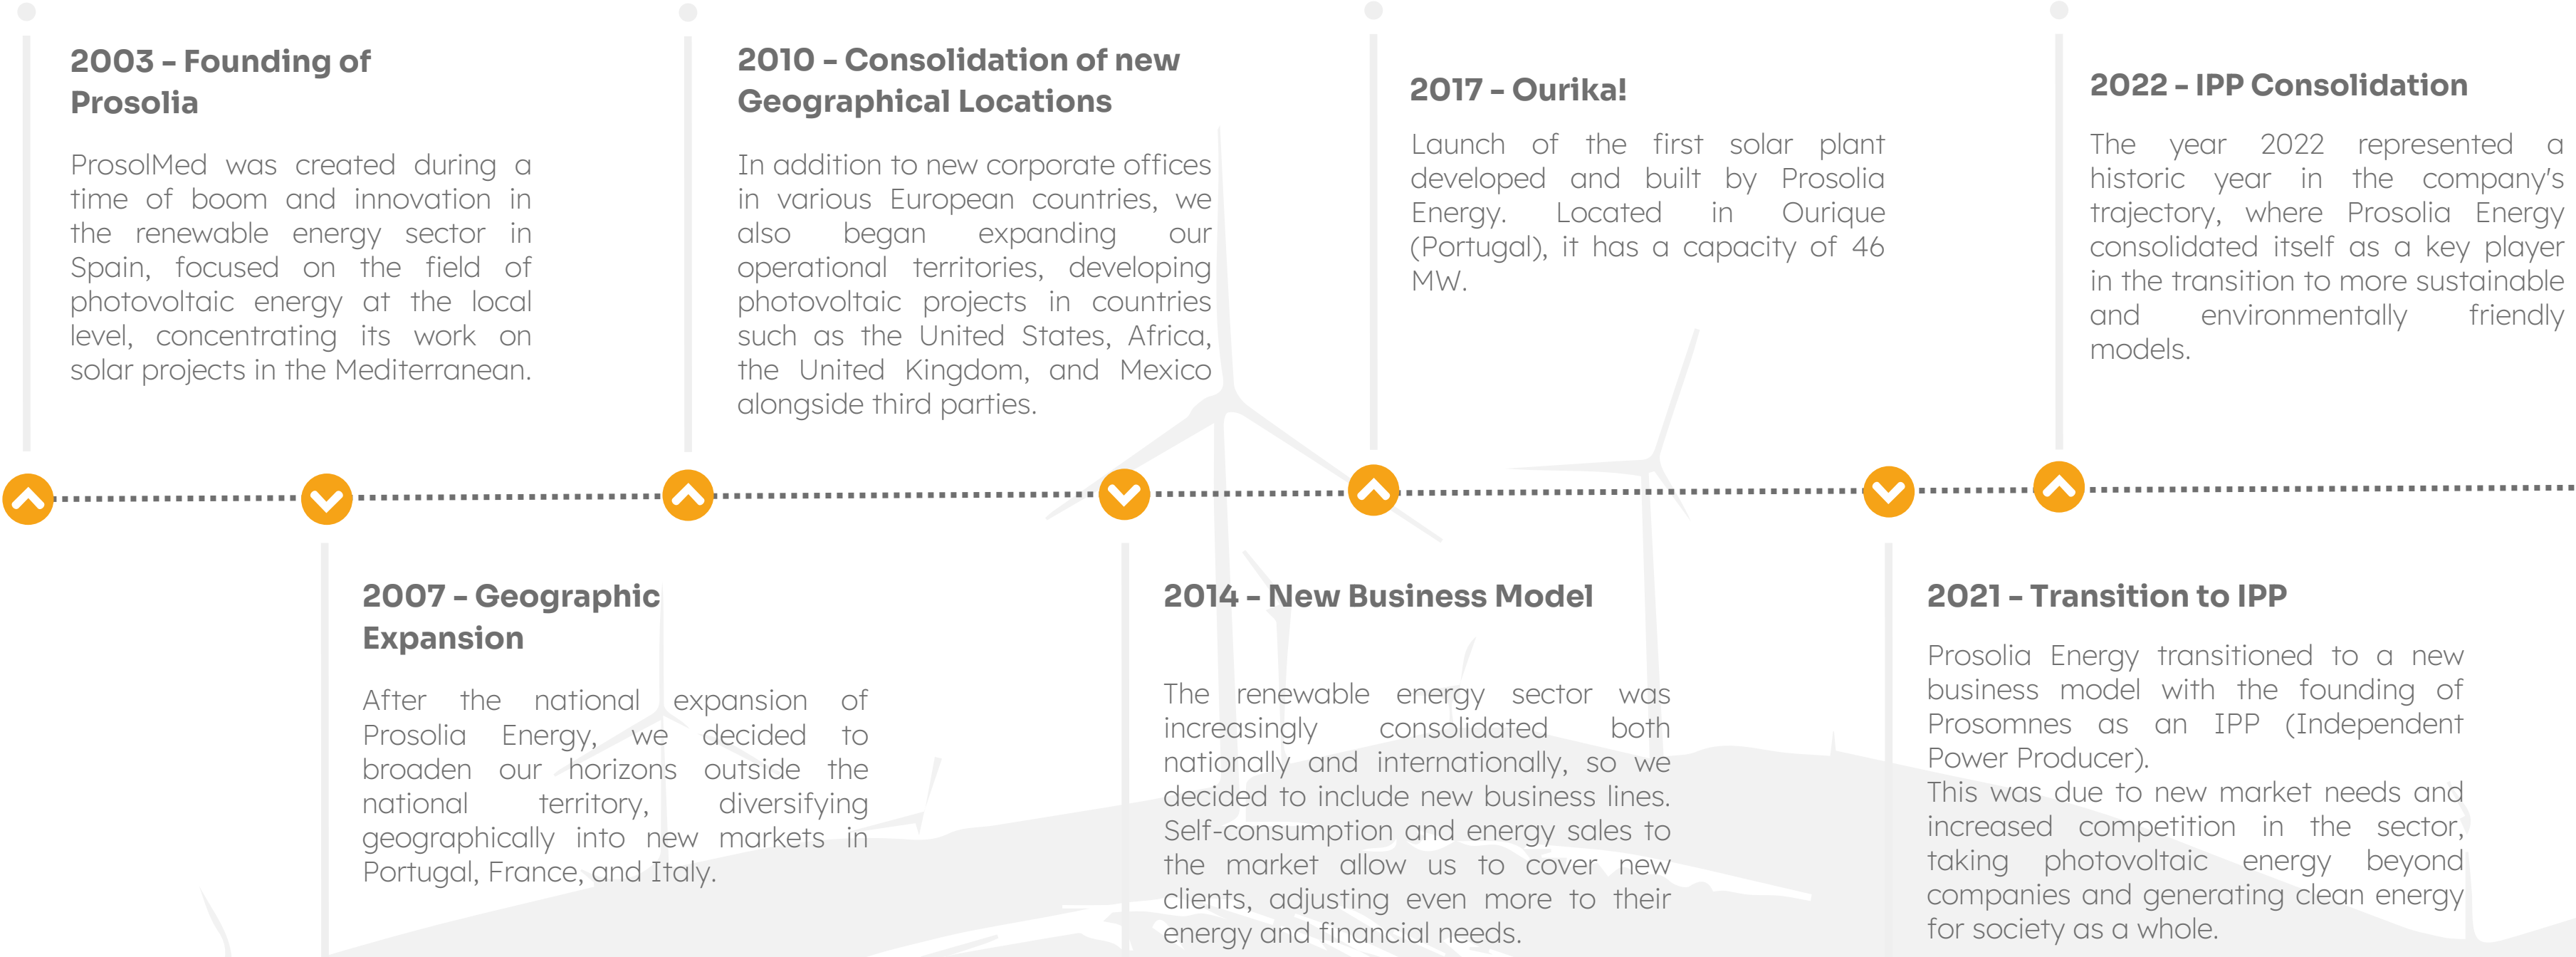 2003 - Founding of
Prosolia
ProsolMed was created during a
time of boom and innovation in
the renewable energy sector in
Spain, focused on the field of
photovoltaic energy at the local
level, concentrating its work on
solar projects in the Mediterranean.
2007 - Geographic
Expansion
After the national expansion of
Prosolia Energy, we decided to
broaden our horizons outside the
national territory, diversifying
geographically into new markets in
Portugal, France, and Italy.
2010 - Consolidation of new
Geographical Locations
In addition to new corporate offices
in various European countries, we
also began expanding our
operational territories, developing
photovoltaic projects in countries
such as the United States, Africa,
the United Kingdom, and Mexico
alongside third parties.
2014 - New Business Model
The renewable energy sector was
increasingly consolidated both
nationally and internationally, so we
decided to include new business lines.
Self-consumption and energy sales to
the market allow us to cover new
clients, adjusting even more to their
energy and financial needs.
2017 - Ourika!
Launch of the first solar plant
developed and built by Prosolia
Energy. Located in Ourique
(Portugal), it has a capacity of 46
MW.
2021 - Transition to IPP
Prosolia Energy transitioned to a new
business model with the founding of
Prosomnes as an IPP (Independent
Power Producer).
This was due to new market needs and
increased competition in the sector,
taking photovoltaic energy beyond
companies and generating clean energy
for society as a whole.
2022 - IPP Consolidation
The year 2022 represented a
historic year in the company's
trajectory, where Prosolia Energy
consolidated itself as a key player
in the transition to more sustainable
and environmentally friendly
models.